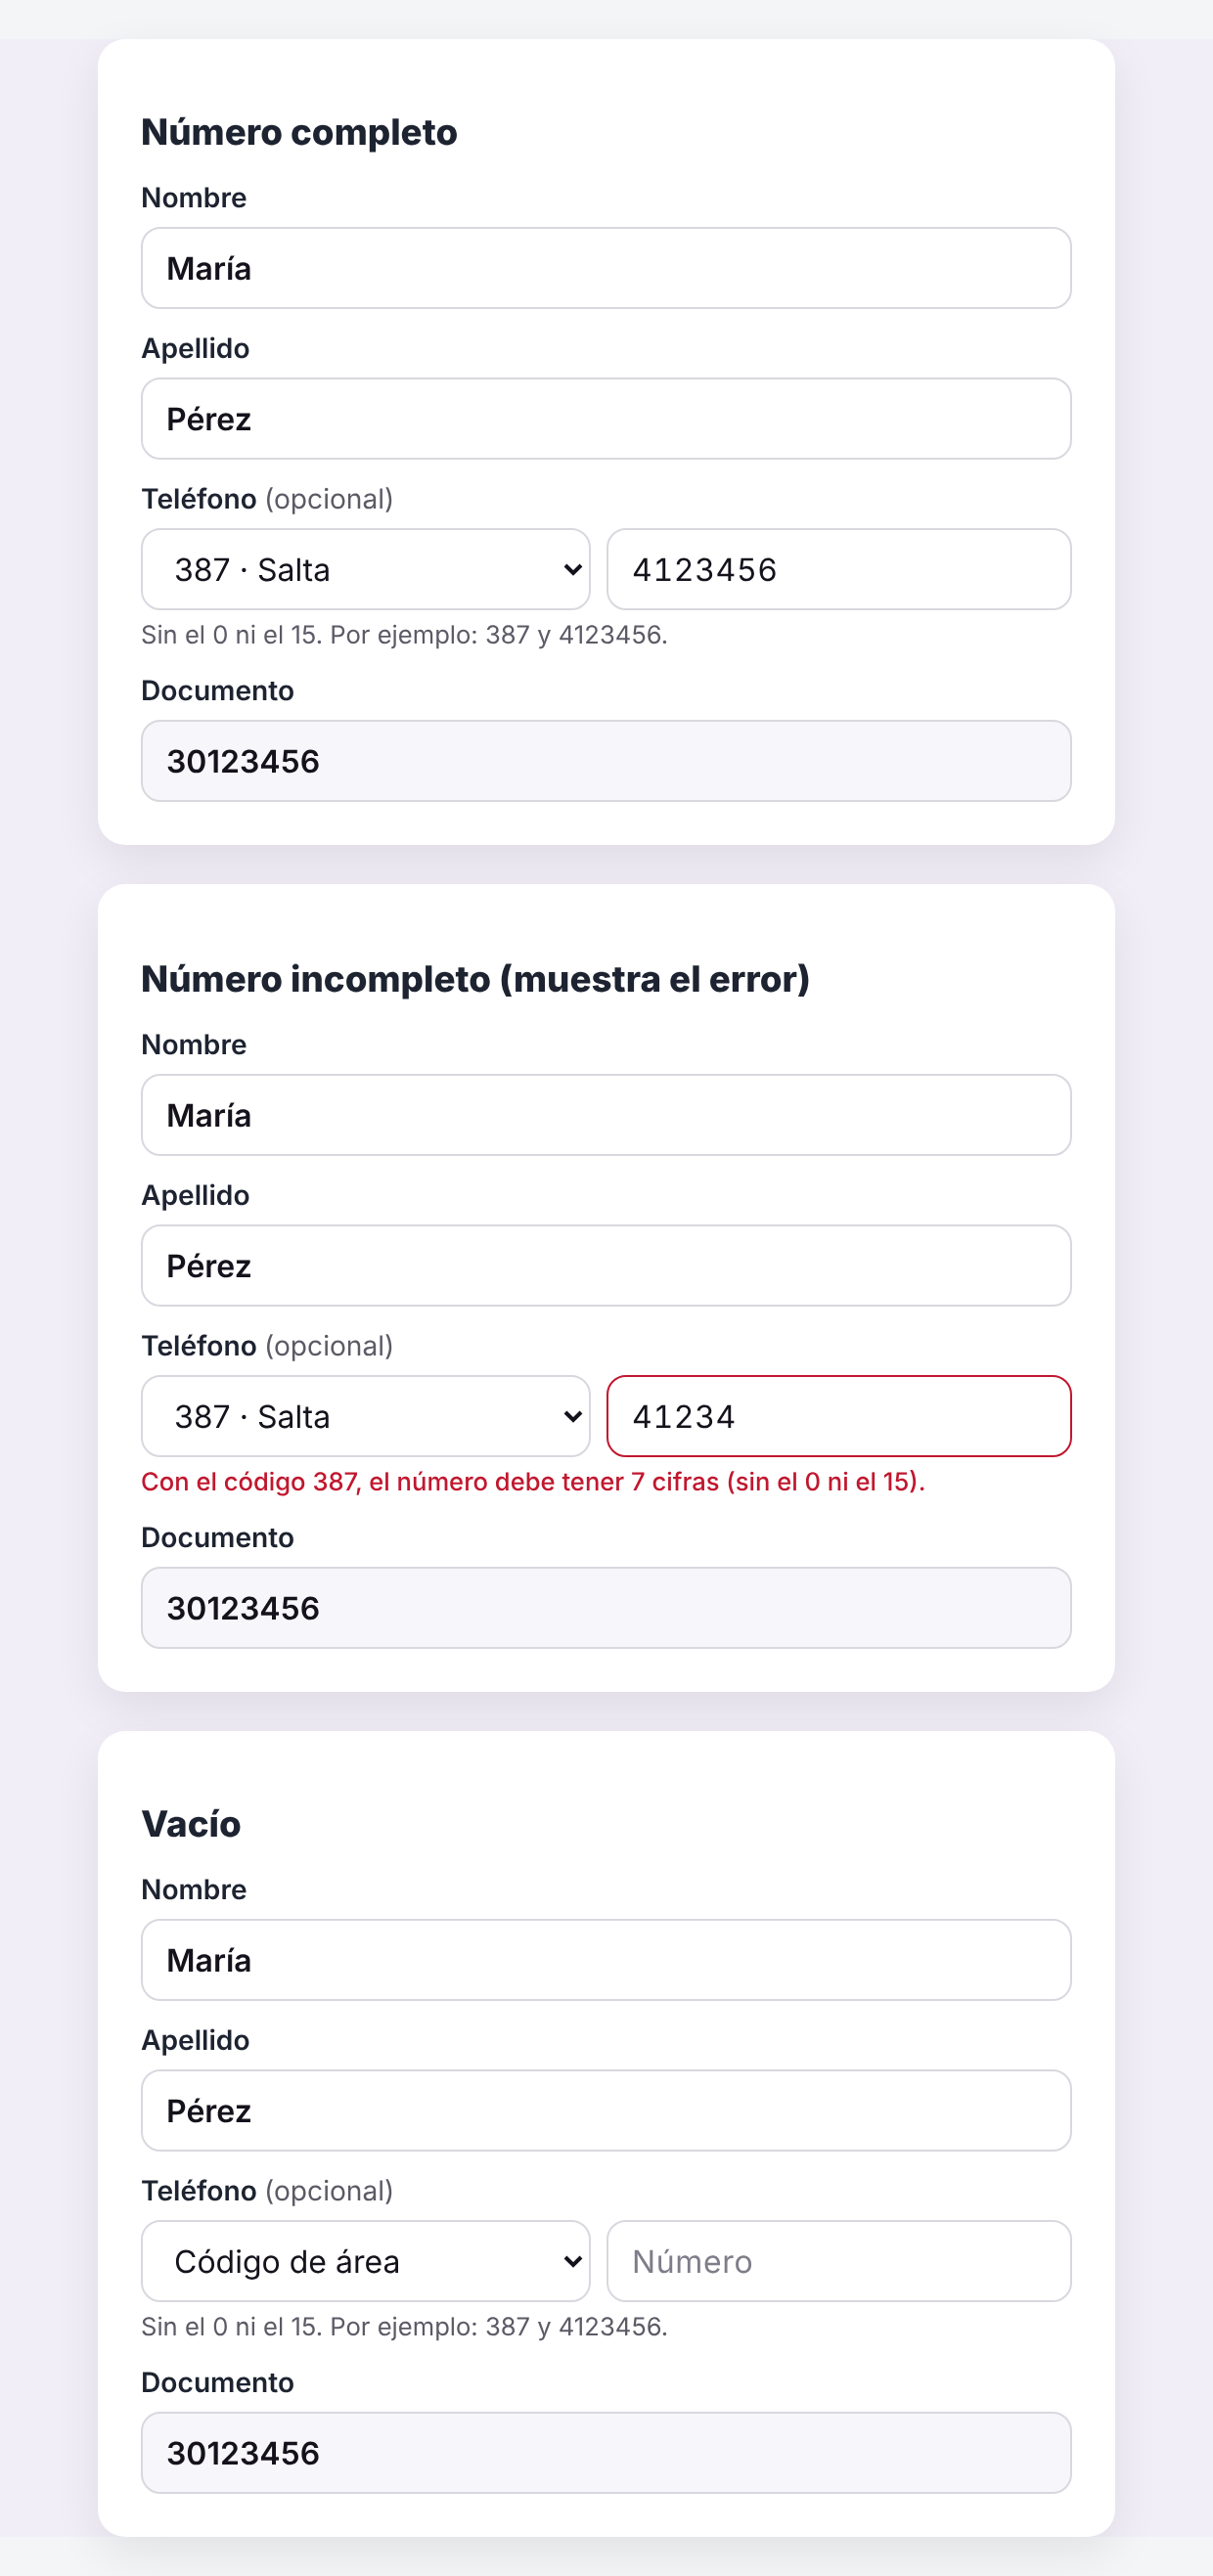 Número completo
Nombre
María
Apellido
Pérez
Teléfono (opcional)
387 · Salta 4123456
Sin el 0 ni el 15. Por ejemplo: 387 y 4123456.
Documento
30123456
Número incompleto (muestra el error)
Nombre
María
Apellido
Pérez
Teléfono (opcional)
387 · Salta 41234
Con el código 387, el número debe tener 7 cifras (sin el 0 ni el 15).
Documento
30123456
Vacío
Nombre
María
Apellido
Pérez
Teléfono (opcional)
Código de área Número
Sin el 0 ni el 15. Por ejemplo: 387 y 4123456.
Documento
30123456